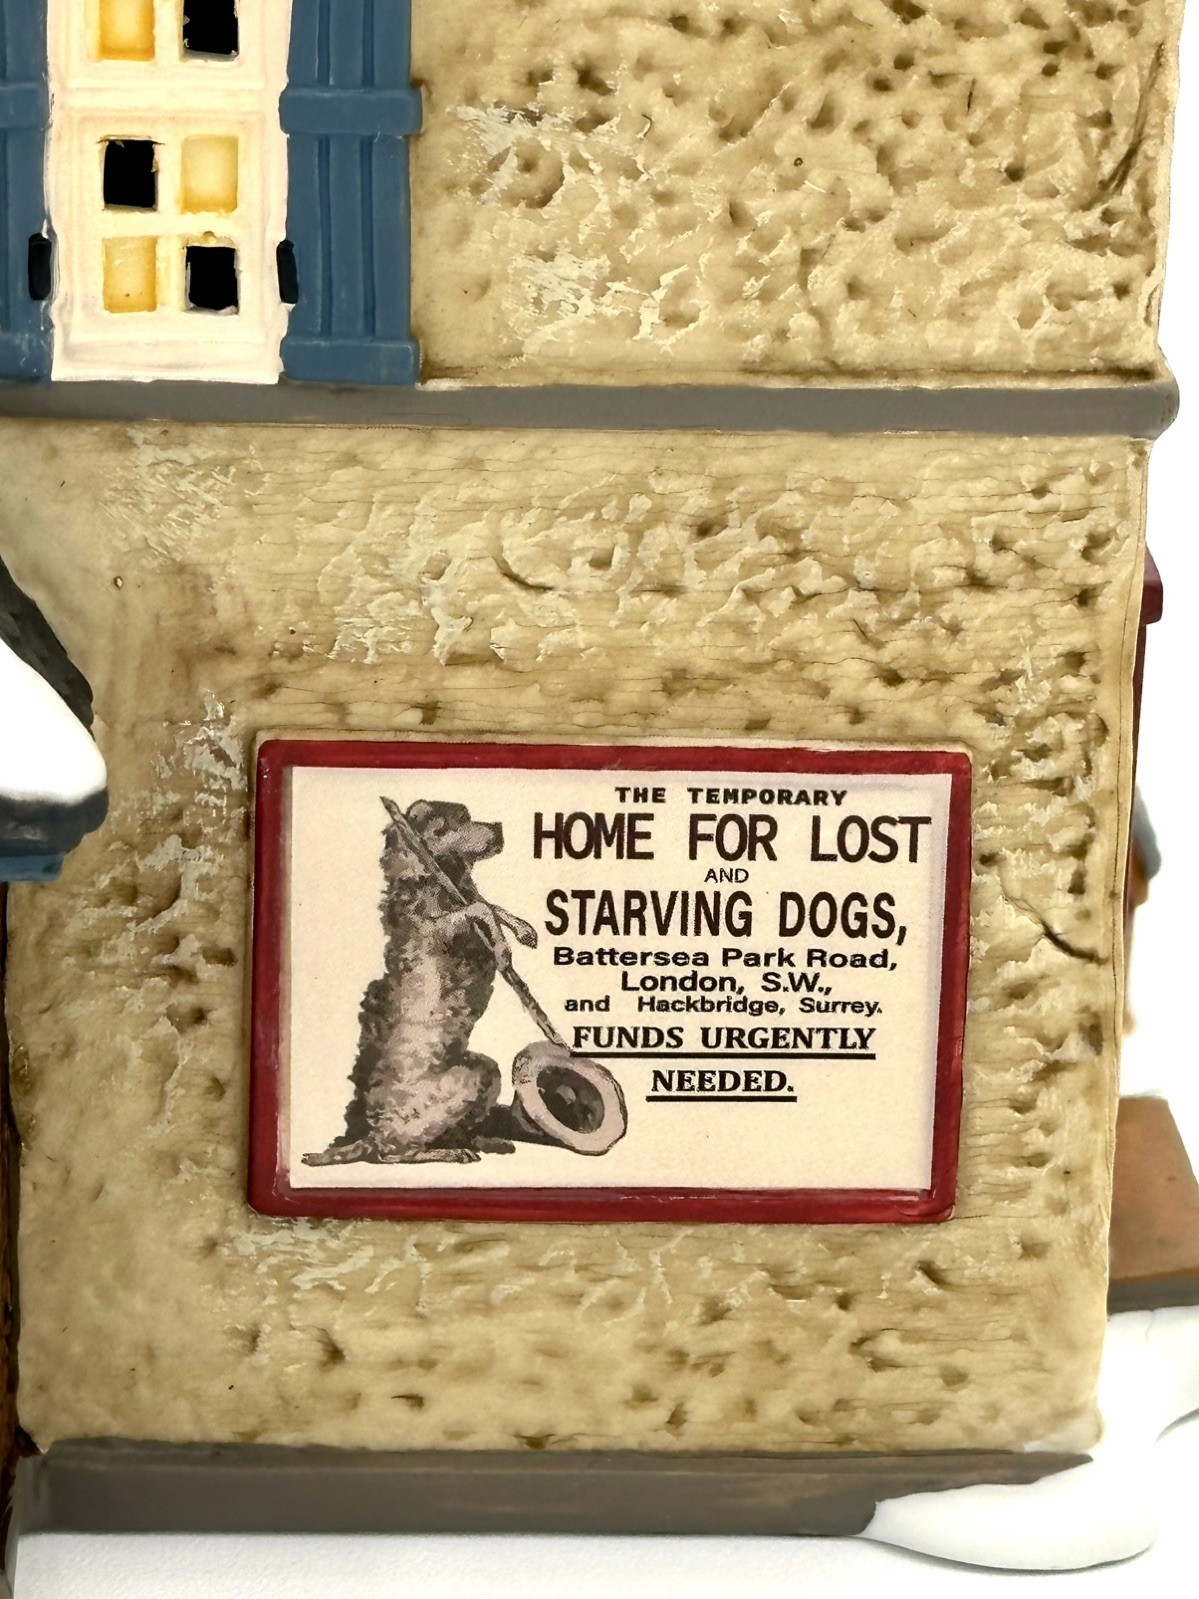 THE TEMPORARY
HOME FOR LOST
AND
STARVING DOGS,
Battersea Park Road,
London, S.W.,
and Hackbridge, Surrey.
FUNDS URGENTLY
NEEDED.